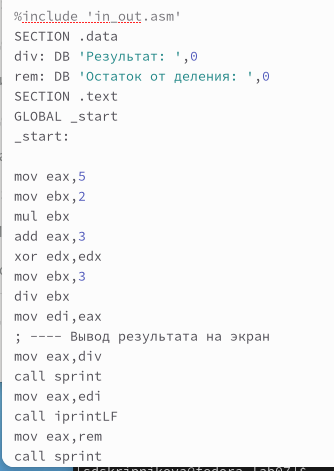 %include 'in_out.asm'
SECTION .data
div: DB 'Результат: ',0
rem: DB 'Остаток от деления: ',0
SECTION .text
GLOBAL _start
_start:
mov eax,5
mov ebx,2
mul ebx
add eax,3
xor edx,edx
mov ebx,3
div ebx
mov edi,eax
; ---- Вывод результата на экран
mov eax,div
call sprint
mov eax,edi
call iprintLF
mov eax,rem
call sprint